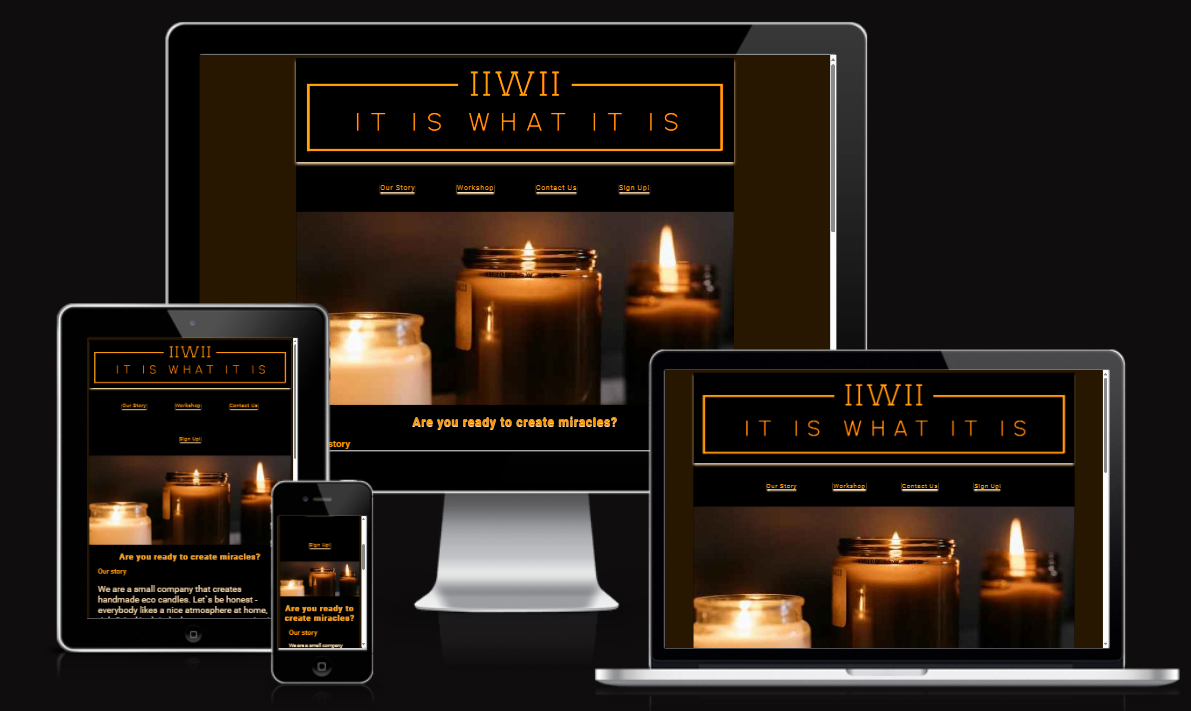 IIWII
IT IS WHAT IT IS
Our Story Workshop Contact Us Sign Up!
Are you ready to create miracles?
story
IIWII
IT IS WHAT IT IS
Our Story Workshop Contact Us
Sign Up!
Are you ready to create miracles?
Our story
We are a small company that creates
handmade eco candles. Let`s be honest -
everybody likes a nice atmosphere at home,
Sign Up!
Are you ready to
create miracles?
Our story
We are a small company
IIWII
IT IS WHAT IT IS
Our Story Workshop Contact Us Sign Up!